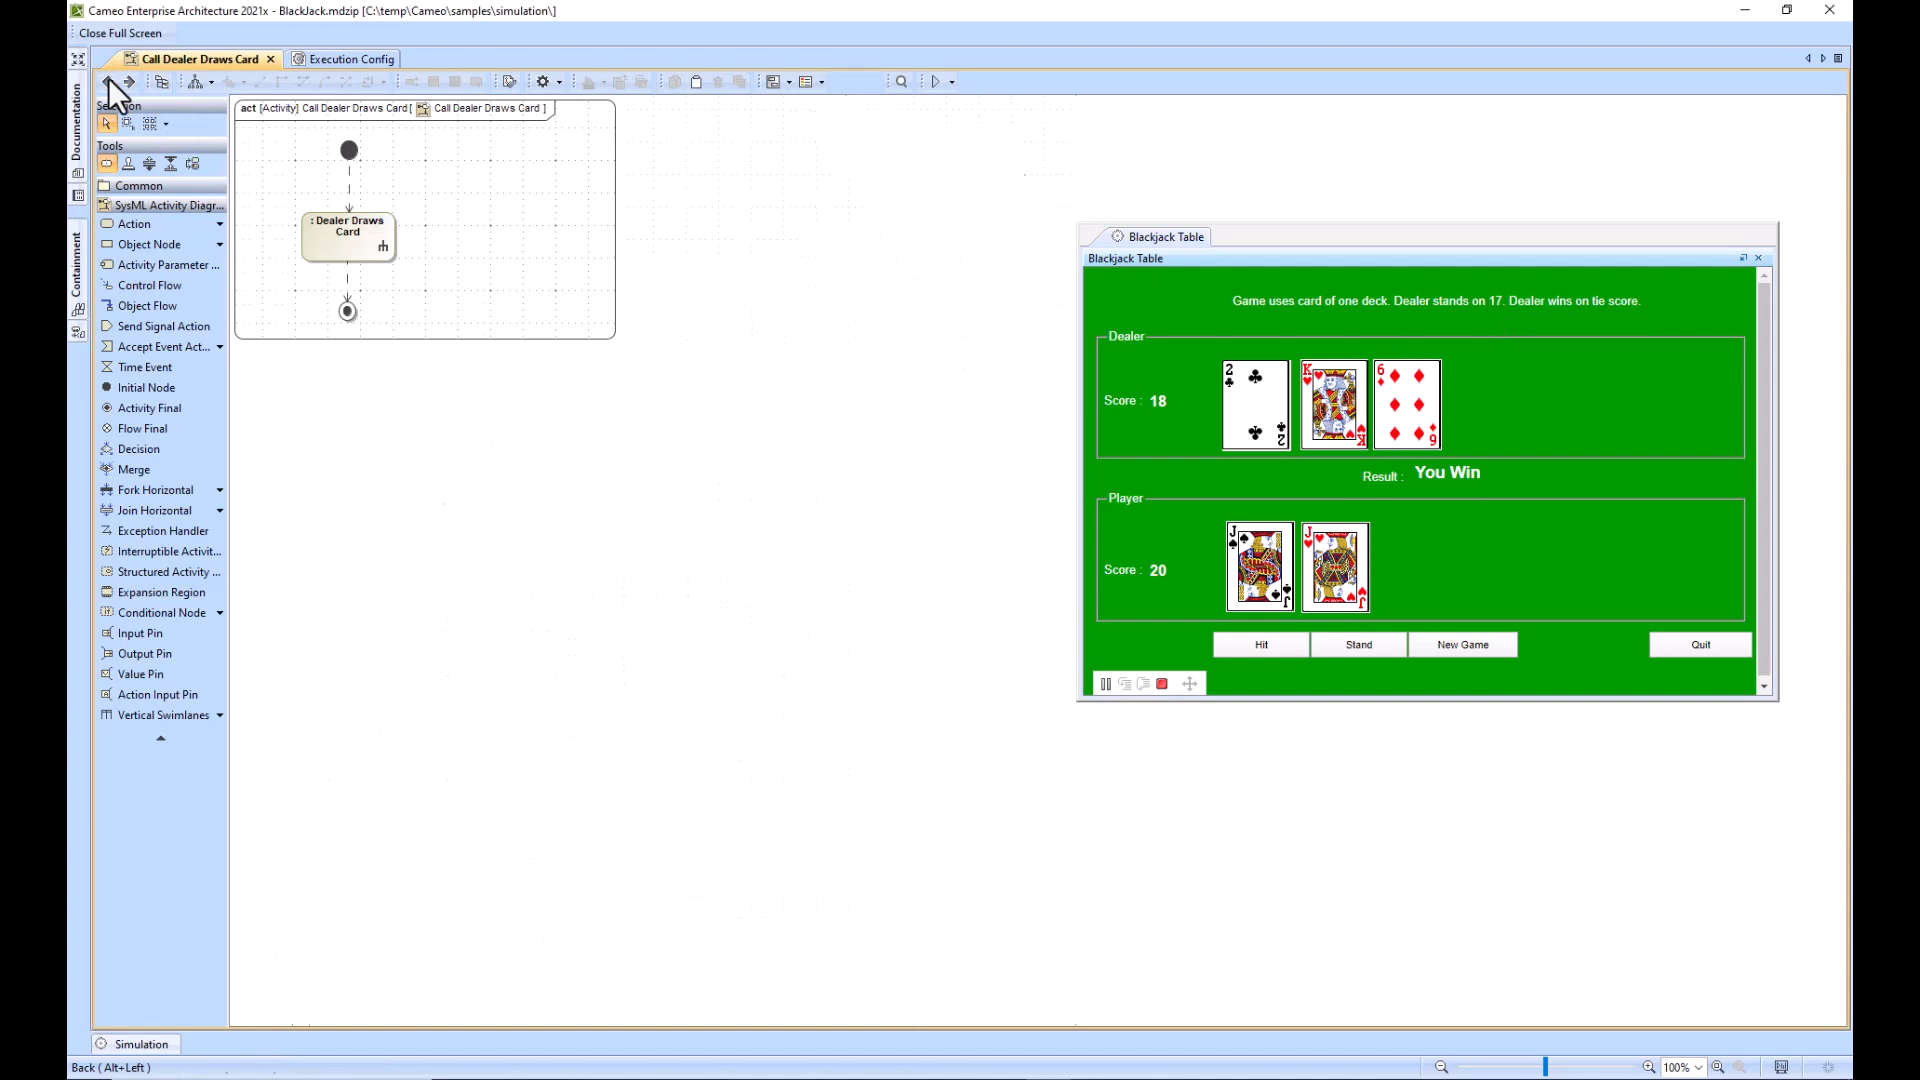 Cameo Enterprise Architecture 2021x - BlackJack.mdzip [C:\temp\Cameo\samples\simulation\]
Close Full Screen
Call Dealer Draws Card
Execution Config
Documentation
Containment
Tools
Common
SysML Activity Diagr...
Action
Object Node
Activity Parameter ...
Control Flow
Object Flow
Send Signal Action
Accept Event Act...
Time Event
Initial Node
Activity Final
Flow Final
Decision
Merge
Fork Horizontal
Join Horizontal
Exception Handler
Interruptible Activit...
Structured Activity ...
Expansion Region
Conditional Node
Input Pin
Output Pin
Value Pin
Action Input Pin
Vertical Swimlanes
act [Activity] Call Dealer Draws Card[ Call Dealer Draws Card ]
: Dealer Draws
Card
Blackjack Table
Blackjack Table
Game uses card of one deck. Dealer stands on 17. Dealer wins on tie score.
Dealer
Score : 18
2
2
K
K
6
6
Result : You Win
Player
Score : 20
J
J
J
J
Hit
Stand
New Game
Quit
Simulation
Back ( Alt+Left )
100%